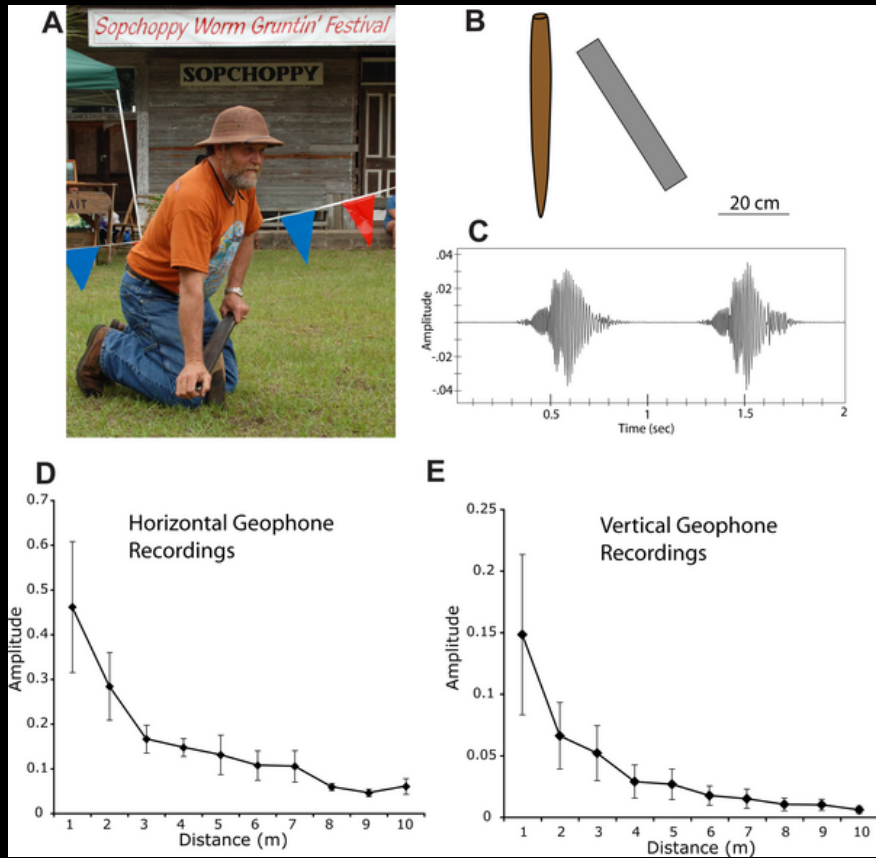 A
Sopchoppy Worm Gruntin' Festival
SOPCHOPPY
AIT
B
20 cm
C
.04
-.02
-.04
Amplitude
0.5
1
1.5
2
Time (sec)
D
Horizontal Geophone
Recordings
0.7
0.6
0.5
0.4
0.3
0.2
0.1
0
Amplitude
1 2 3 4 5 6 7 8 9 10
Distance (m)
E
Vertical Geophone
Recordings
0.25
0.2
0.15
0.1
0.05
0
Amplitude
1 2 3 4 5 6 7 8 9 10
Distance (m)